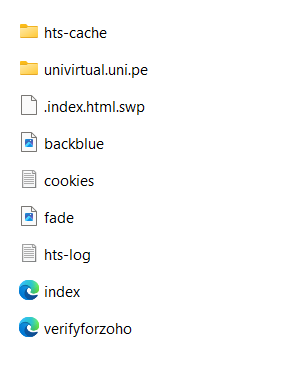 hts-cache
univirtual.uni.pe
.index.html.swp
backblue
cookies
fade
hts-log
index
verifyforzoho